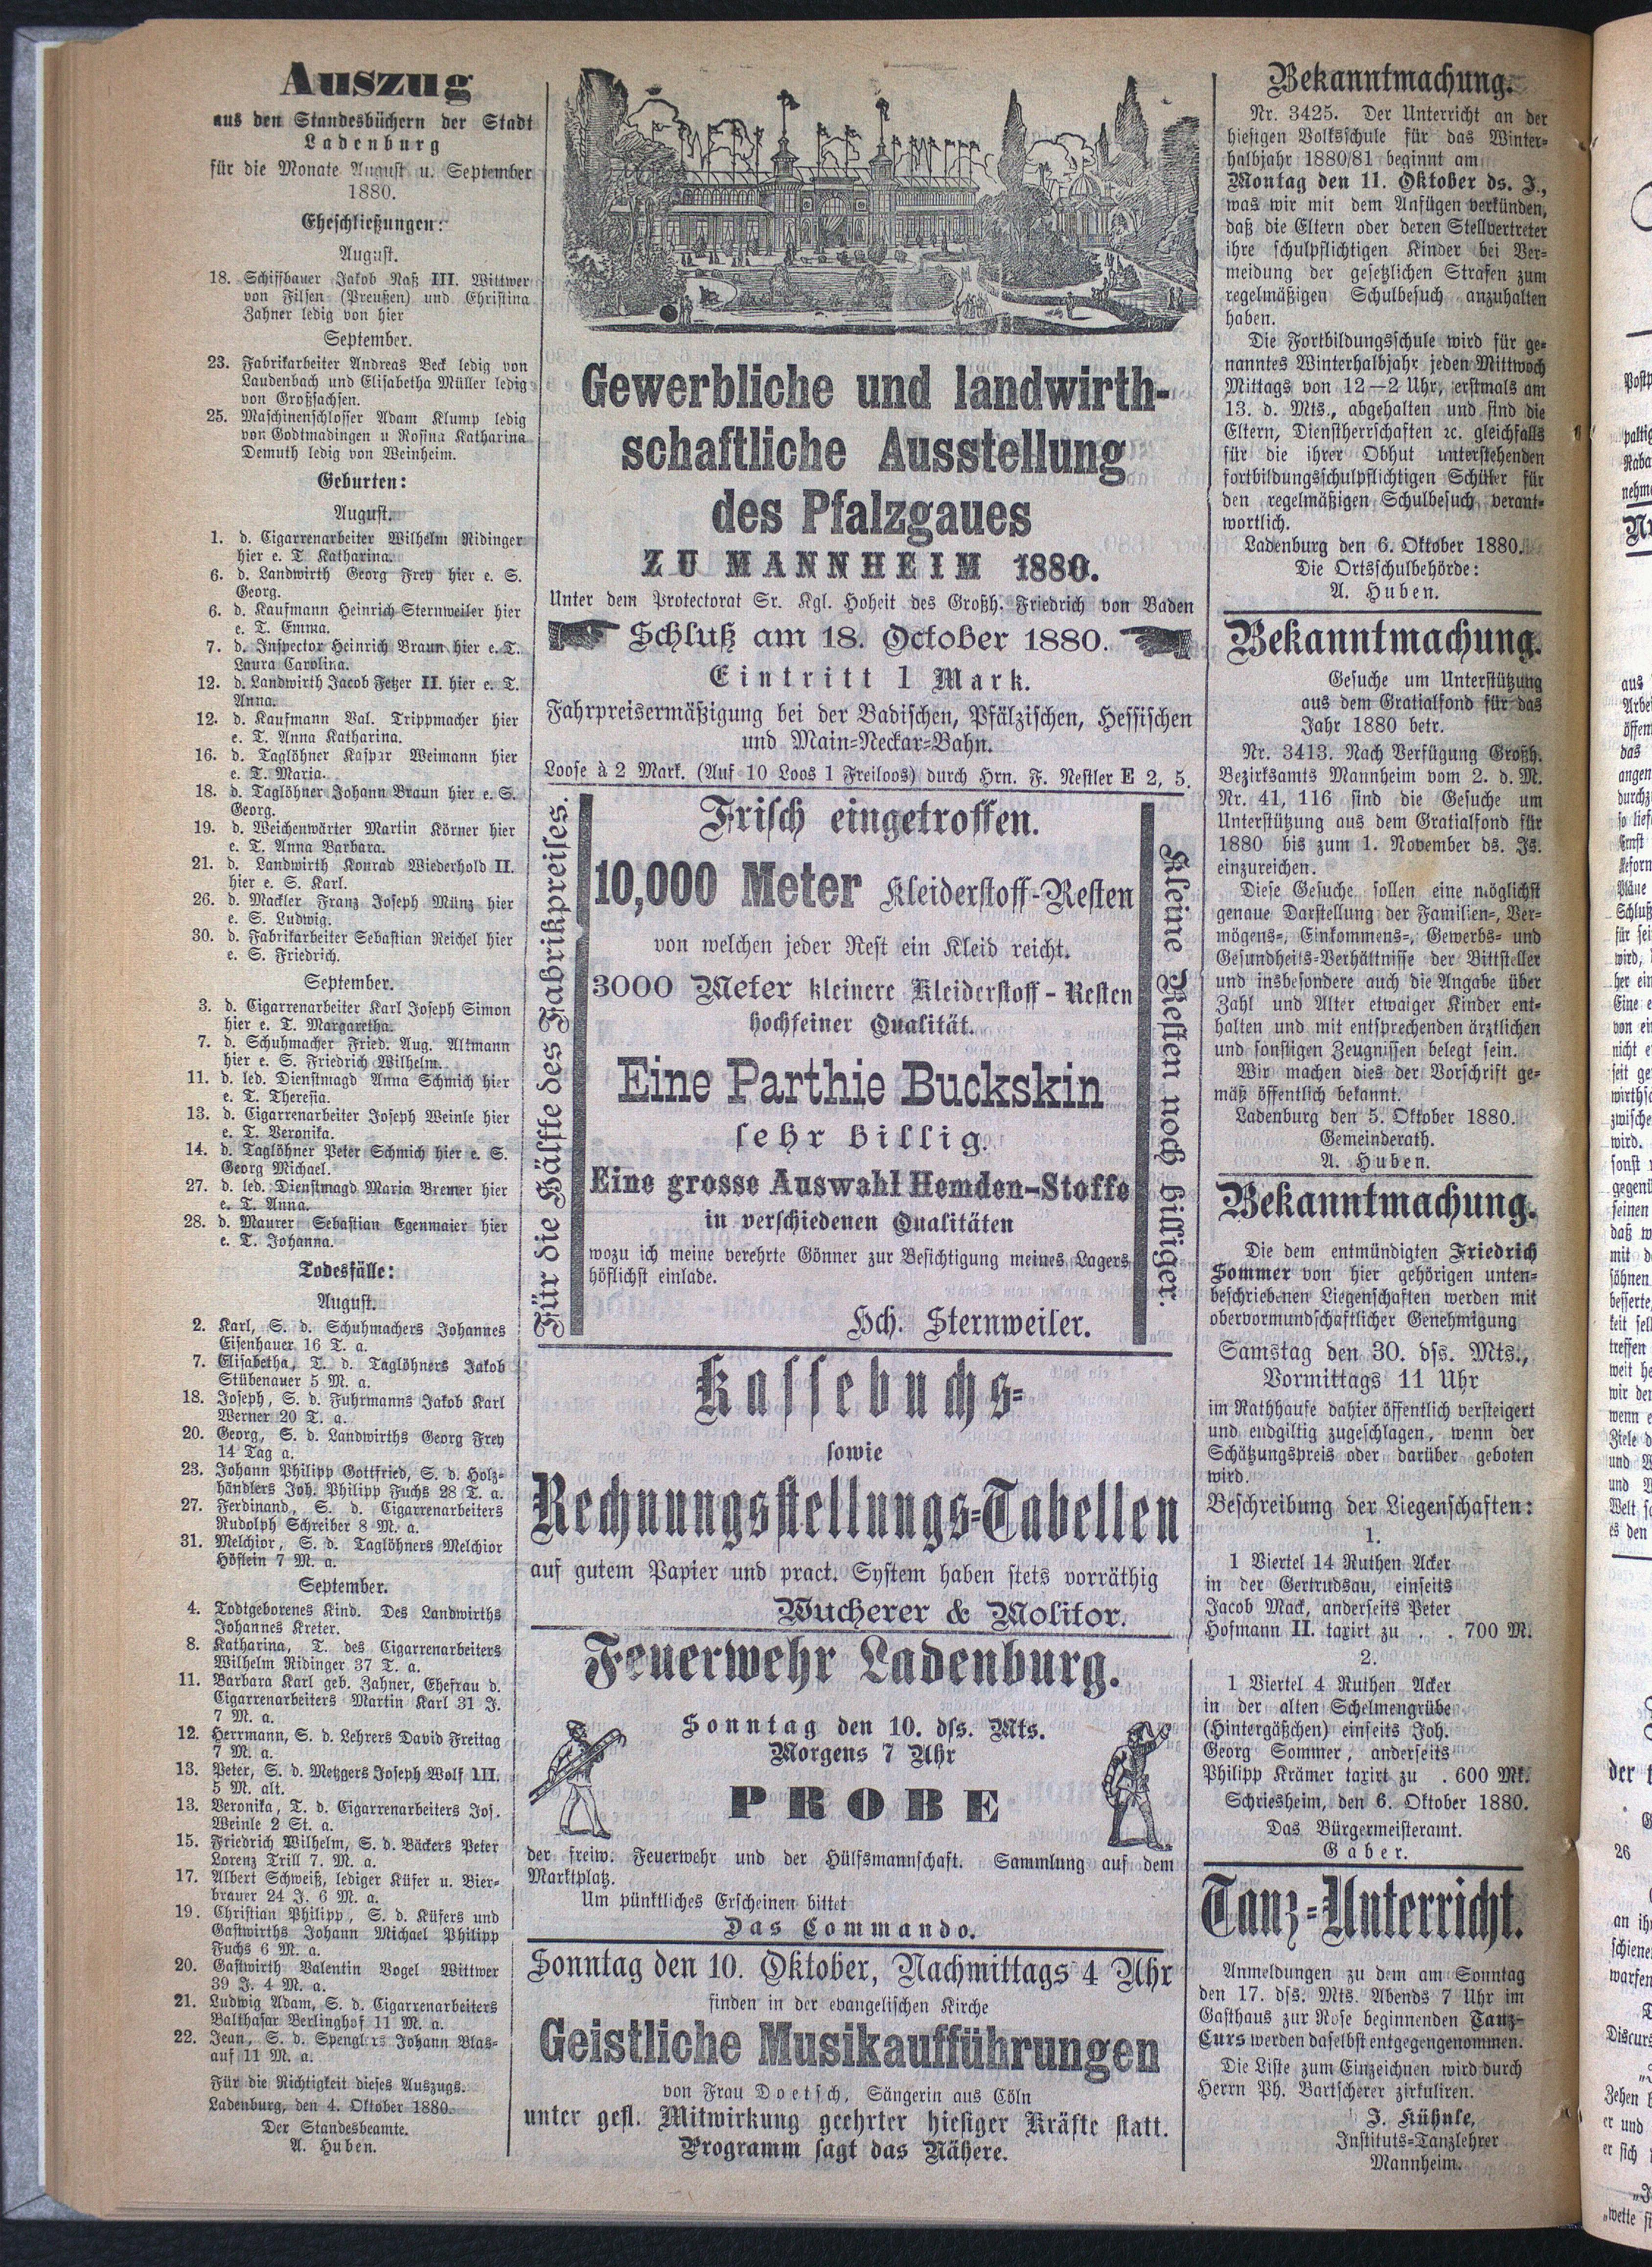 Auszug
aus den Standesbüchern der Stadt
Ladenburg
für die Monate August u. September
1880.
Eheschließungen:
August.
18. Schiffbauer Jakob Naß III. Wittwer
von Filsen (Preußen) und Christina
Zahner ledig von hier
September.
23. Fabrikarbeiter Andreas Beck ledig von
Laudenbach und Elisabetha Müller ledig
von Großsachsen.
25. Maschinenschlosser Adam Klump ledig
von Godtmadingen u Rosina Katharina
Demuth ledig von Weinheim.
Geburten:
August.
1. d. Cigarrenarbeiter Wilhelm Ridinger
hier e. T. Katharina.
6. d. Landwirth Georg Frey hier e. S.
Georg.
6. d. Kaufmann Heinrich Sternweiler hier
e. T. Emma.
7. d. Inspector Heinrich Braun hier e. T.
Laura Carolina.
12. d. Landwirth Jacob Fetzer II. hier e. T.
Anna.
12. d. Kaufmann Val. Trippmacher hier
e. T. Anna Katharina.
16. d. Taglöhner Kaspar Weimann hier
e. T. Maria.
18. d. Taglöhner Johann Braun hier e. S.
Georg.
19. d. Weichenwärter Martin Körner hier
e. T. Anna Barbara.
21. d. Landwirth Konrad Wiederhold II.
hier e. S. Karl.
26. d. Mackler Franz Joseph Münz hier
e. S. Ludwig.
30. d. Fabrikarbeiter Sebastian Reichel hier
e. S. Friedrich.
September.
3. d. Cigarrenarbeiter Karl Joseph Simon
hier e. T. Margaretha.
7. d. Schuhmacher Fried. Aug. Altmann
hier e. S. Friedrich Wilhelm.
11. d. led. Dienstmagd Anna Schmich hier
e. T. Theresia.
13. d. Cigarrenarbeiter Joseph Weinle hier
e. T. Veronika.
14. d. Taglöhner Peter Schmich hier e. S.
Georg Michael.
27. d. led. Dienstmagd Maria Bremer hier
e. T. Anna.
28. d. Maurer Sebastian Egenmaier hier
e. T. Johanna.
Todesfälle:
August.
2. Karl, S. d. Schuhmachers Johannes
Eisenhauer 16 T. a.
7. Elisabetha, T. d. Taglöhners Jakob
Stübenauer 5 M. a.
18. Joseph, S. d. Fuhrmanns Jakob Karl
Werner 20 T. a.
20. Georg, S. d. Landwirths Georg Frey
14 Tag a.
23. Johann Philipp Gottfried, S. d. Holz-
händlers Joh. Philipp Fuchs 28 T. a.
27. Ferdinand, S. d. Cigarrenarbeiters
Rudolph Schreiber 8 M. a.
31. Melchior, S. d. Taglöhners Melchior
Höflein 7 M. a.
September.
4. Todtgeborenes Kind. Des Landwirths
Johannes Kreter.
8. Katharina, T. des Cigarrenarbeiters
Wilhelm Ridinger 37 T. a.
11. Barbara Karl geb. Zahner, Ehefrau d.
Cigarrenarbeiters Martin Karl 31 J.
7 M. a.
12. Herrmann, S. d. Lehrers David Freitag
7 M. a.
13. Peter, S. d. Metzgers Joseph Wolf III.
5 M. alt.
13. Veronika, T. d. Cigarrenarbeiters Jos.
Weinle 2 St. a.
15. Friedrich Wilhelm, S. d. Bäckers Peter
Lorenz Trill 7. M. a.
17. Albert Schweiß, lediger Küfer u. Bier-
brauer 24 J. 6 M. a.
19. Christian Philipp, S. d. Küfers und
Gastwirths Johann Michael Philipp
Fuchs 6 M. a.
20. Gastwirth Valentin Vogel Wittwer
39 J. 4 M. a.
21. Ludwig Adam, S. d. Cigarrenarbeiters
Balthasar Berlinghof 11 M. a.
22. Jean, S. d. Spenglers Johann Blas-
auf 11 M. a.
Für die Richtigkeit dieses Auszugs.
Ladenburg, den 4. Oktober 1880.
Der Standesbeamte.
A. Huben.
Gewerbliche und landwirth-
schaftliche Ausstellung
des Pfalzgaues
ZU MANNHEIM 1880.
Unter dem Protectorat Sr. Kgl. Hoheit des Großh. Friedrich von Baden
Schluß am 18. October 1880.
Eintritt 1 Mark.
Fahrpreisermäßigung bei der Badischen, Pfälzischen, Hessischen
und Main-Neckar-Bahn.
Loose à 2 Mark. (Auf 10 Loos 1 Freiloos) durch Hrn. F. Nestler E 2, 5.
Für die Hälfte des Fabrikpreises.
Frisch eingetroffen.
10,000 Meter Kleiderstoff-Resten
von welchen jeder Rest ein Kleid reicht.
3000 Meter kleinere Kleiderstoff-Resten
hochfeiner Qualität.
Eine Parthie Buckskin
sehr billig.
Eine grosse Auswahl Hemden-Stoffe
in verschiedenen Qualitäten
wozu ich meine verehrte Gönner zur Besichtigung meines Lagers
höflichst einlade.
Hch. Sternweiler.
Kleine Resten noch billiger.
Kassebuchs-
sowie
Rechnungsstellungs-Tabellen
auf gutem Papier und pract. System haben stets vorräthig
Wucherer & Molitor.
Feuerwehr Ladenburg.
Sonntag den 10. dss. Mts.
Morgens 7 Uhr
PROBE
der freiw. Feuerwehr und der Hülfsmannschaft. Sammlung auf dem
Marktplatz.
Um pünktliches Erscheinen bittet
Das Commando.
Sonntag den 10. Oktober, Nachmittags 4 Uhr
finden in der evangelischen Kirche
Geistliche Musikaufführungen
von Frau Doetsch, Sängerin aus Cöln
unter gefl. Mitwirkung geehrter hiesiger Kräfte statt.
Programm sagt das Nähere.
Bekanntmachung.
Nr. 3425. Der Unterricht an der
hiesigen Volksschule für das Winter-
halbjahr 1880/81 beginnt am
Montag den 11. Oktober ds. J.,
was wir mit dem Anfügen verkünden,
daß die Eltern oder deren Stellvertreter
ihre schulpflichtigen Kinder bei Ver-
meidung der gesetzlichen Strafen zum
regelmäßigen Schulbesuch anzuhalten
haben.
Die Fortbildungsschule wird für ge-
nanntes Winterhalbjahr jeden Mittwoch
Mittags von 12—2 Uhr, erstmals am
13. d. Mts., abgehalten und sind die
Eltern, Dienstherrschaften ꝛc. gleichfalls
für die ihrer Obhut unterstehenden
fortbildungsschulpflichtigen Schüler für
den regelmäßigen Schulbesuch verant-
wortlich.
Ladenburg den 6. Oktober 1880.
Die Ortsschulbehörde:
A. Huben.
Bekanntmachung.
Gesuche um Unterstützung
aus dem Gratialfond für das
Jahr 1880 betr.
Nr. 3413. Nach Verfügung Großh.
Bezirksamts Mannheim vom 2. d. M.
Nr. 41, 116 sind die Gesuche um
Unterstützung aus dem Gratialfond für
1880 bis zum 1. November ds. Js.
einzureichen.
Diese Gesuche sollen eine möglichst
genaue Darstellung der Familien-, Ver-
mögens-, Einkommens-, Gewerbs- und
Gesundheits-Verhältnisse der Bittsteller
und insbesondere auch die Angabe über
Zahl und Alter etwaiger Kinder ent-
halten und mit entsprechenden ärztlichen
und sonstigen Zeugnissen belegt sein.
Wir machen dies der Vorschrift ge-
mäß öffentlich bekannt.
Ladenburg den 5. Oktober 1880.
Gemeinderath.
A. Huben.
Bekanntmachung.
Die dem entmündigten Friedrich
Sommer von hier gehörigen unten-
beschriebenen Liegenschaften werden mit
obervormundschaftlicher Genehmigung
Samstag den 30. dss. Mts.,
Vormittags 11 Uhr
im Rathhause dahier öffentlich versteigert
und endgiltig zugeschlagen, wenn der
Schätzungspreis oder darüber geboten
wird.
Beschreibung der Liegenschaften:
1.
1 Viertel 14 Ruthen Acker
in der Gertrudsau, einseits
Jacob Mack, anderseits Peter
Hofmann II. taxirt zu . . 700 M.
2.
1 Viertel 4 Ruthen Acker
in der alten Schelmengrübe
(Hintergäßchen) einseits Joh.
Georg Sommer, anderseits
Philipp Krämer taxirt zu . 600 Mk.
Schriesheim, den 6. Oktober 1880.
Das Bürgermeisteramt.
Gaber.
Tanz-Unterricht.
Anmeldungen zu dem am Sonntag
den 17. dss. Mts. Abends 7 Uhr im
Gasthaus zur Rose beginnenden Tanz-
Curs werden daselbst entgegengenommen.
Die Liste zum Einzeichnen wird durch
Herrn Ph. Bartscherer zirkuliren.
J. Kühnle,
Instituts-Tanzlehrer
Mannheim.